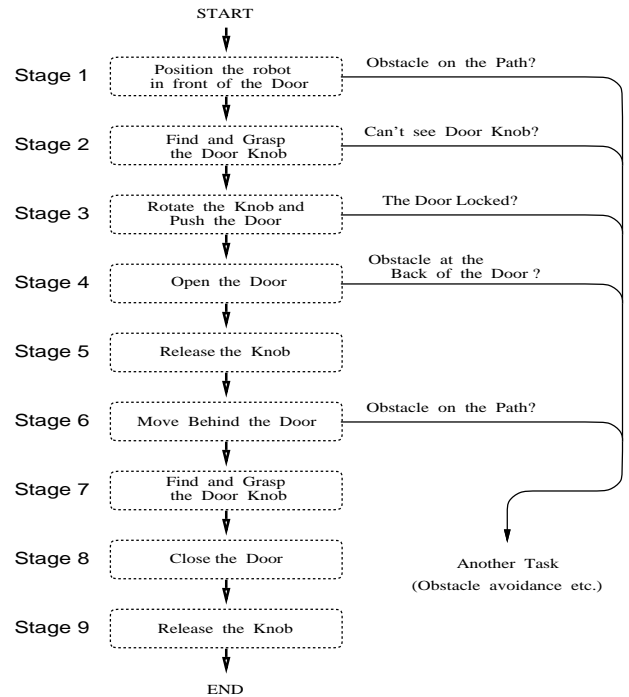 START
Stage 1
Position the robot
in front of the Door
Obstacle on the Path?
Stage 2
Find and Grasp
the Door Knob
Can't see Door Knob?
Stage 3
Rotate the Knob and
Push the Door
The Door Locked?
Stage 4
Open the Door
Obstacle at the
Back of the Door ?
Stage 5
Release the Knob
Stage 6
Move Behind the Door
Obstacle on the Path?
Stage 7
Find and Grasp
the Door Knob
Stage 8
Close the Door
Another Task
(Obstacle avoidance etc.)
Stage 9
Release the Knob
END